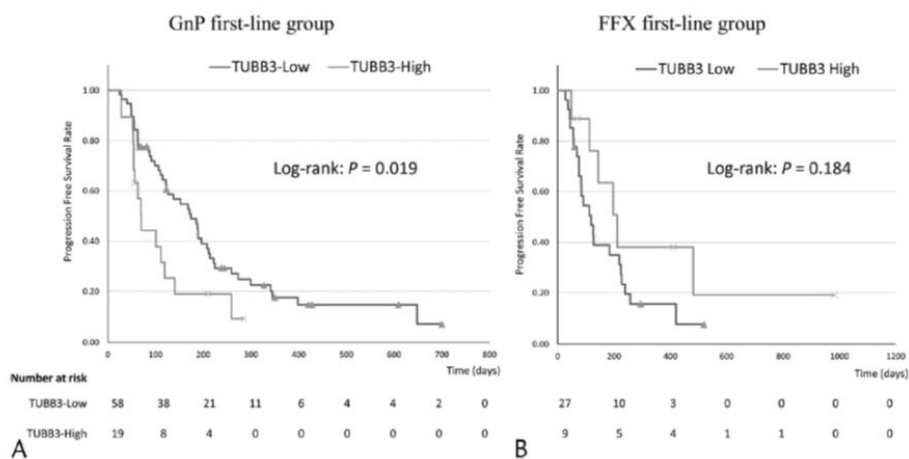 GnP first-line group
TUBB3-Low TUBB3-High
1.00
0.80
0.60
0.40
0.20
0.00
Progression Free Survival Rate
Log-rank: P = 0.019
0 100 200 300 400 500 600 700 800
Time (days)
Number at risk
TUBB3-Low 58 38 21 11 6 4 4 2 0
TUBB3-High 19 8 4 0 0 0 0 0 0
A
FFX first-line group
TUBB3 Low TUBB3 High
1.00
0.80
0.60
0.40
0.20
0.00
Progression Free Survival Rate
Log-rank: P = 0.184
0 200 400 600 800 1000 1200
Time (days)
27 10 3 0 0 0 0
9 5 4 1 1 0 0
B